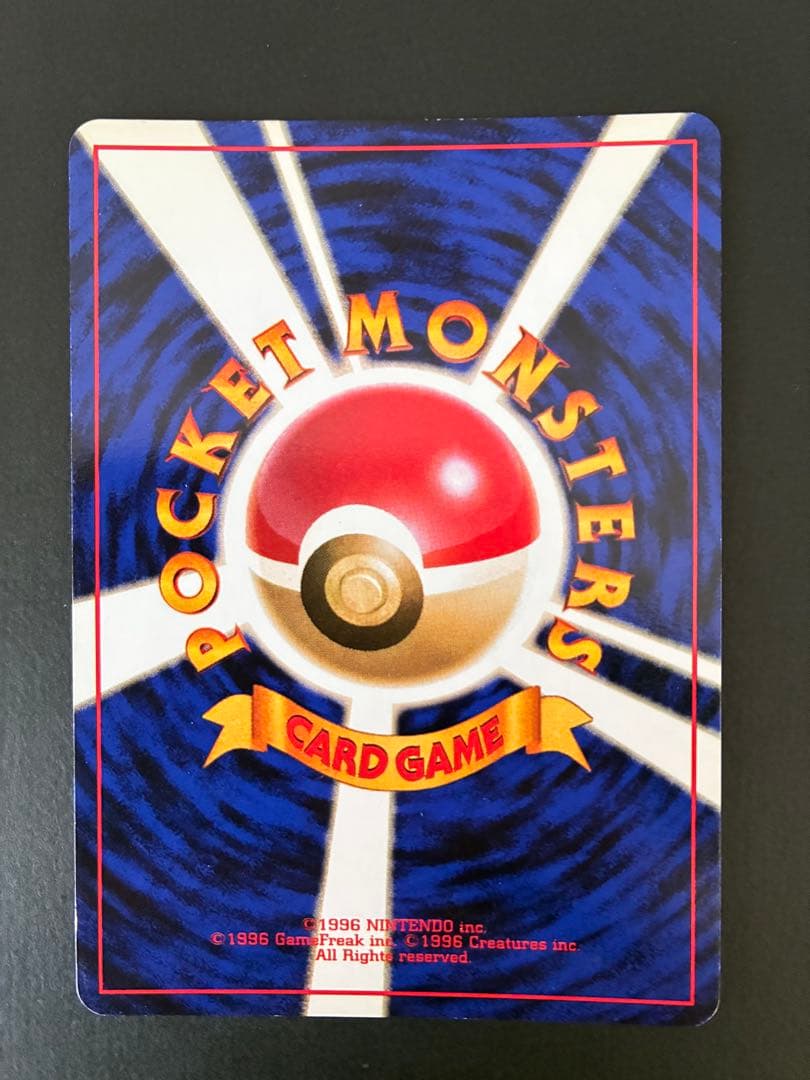 POCKET MONSTERS
CARD GAME
©1996 NINTENDO inc.
©1996 GameFreak inc. ©1996 Creatures inc.
All Rights reserved.